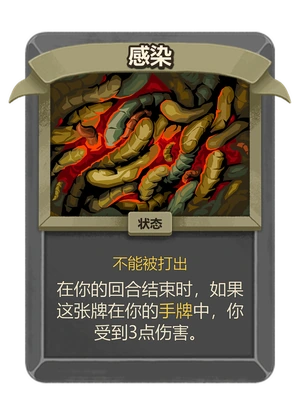 感染
状态
不能被打出
在你的回合结束时，如果
这张牌在你的手牌中，你
受到3点伤害。